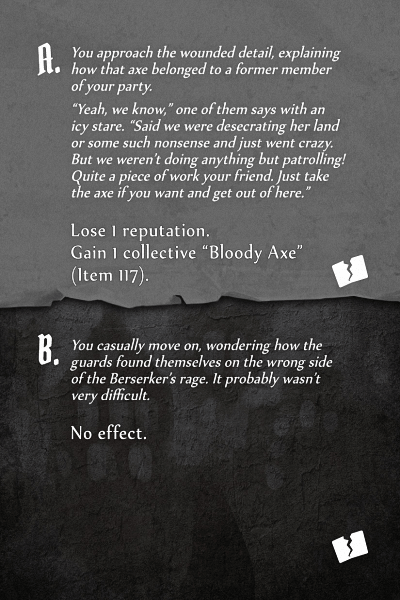 A.
You approach the wounded detail, explaining
how that axe belonged to a former member
of your party.
“Yeah, we know,” one of them says with an
icy stare. “Said we were desecrating her land
or some such nonsense and just went crazy.
But we weren’t doing anything but patrolling!
Quite a piece of work your friend. Just take
the axe if you want and get out of here.”
Lose 1 reputation.
Gain 1 collective “Bloody Axe”
(Item 117).
B.
You casually move on, wondering how the
guards found themselves on the wrong side
of the Berserker’s rage. It probably wasn’t
very difficult.
No effect.